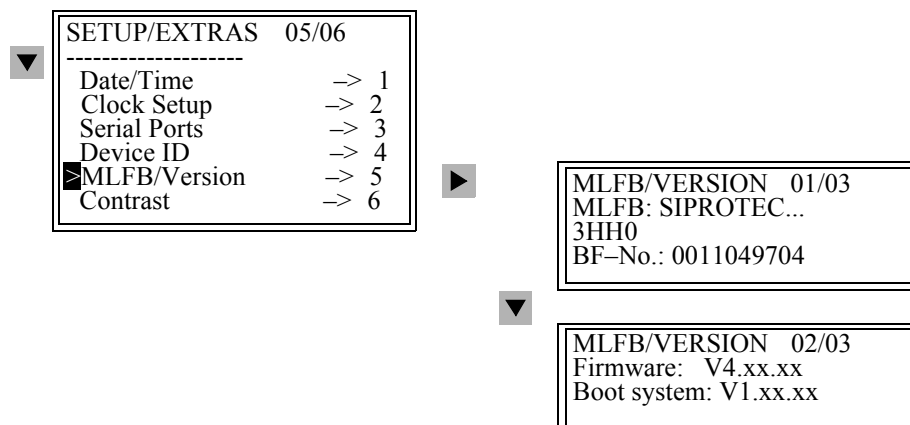 SETUP/EXTRAS 05/06
--------------------
Date/Time –> 1
Clock Setup –> 2
Serial Ports –> 3
Device ID –> 4
>MLFB/Version –> 5
Contrast –> 6
MLFB/VERSION 01/03
MLFB: SIPROTEC...
3HH0
BF–No.: 0011049704
MLFB/VERSION 02/03
Firmware: V4.xx.xx
Boot system: V1.xx.xx